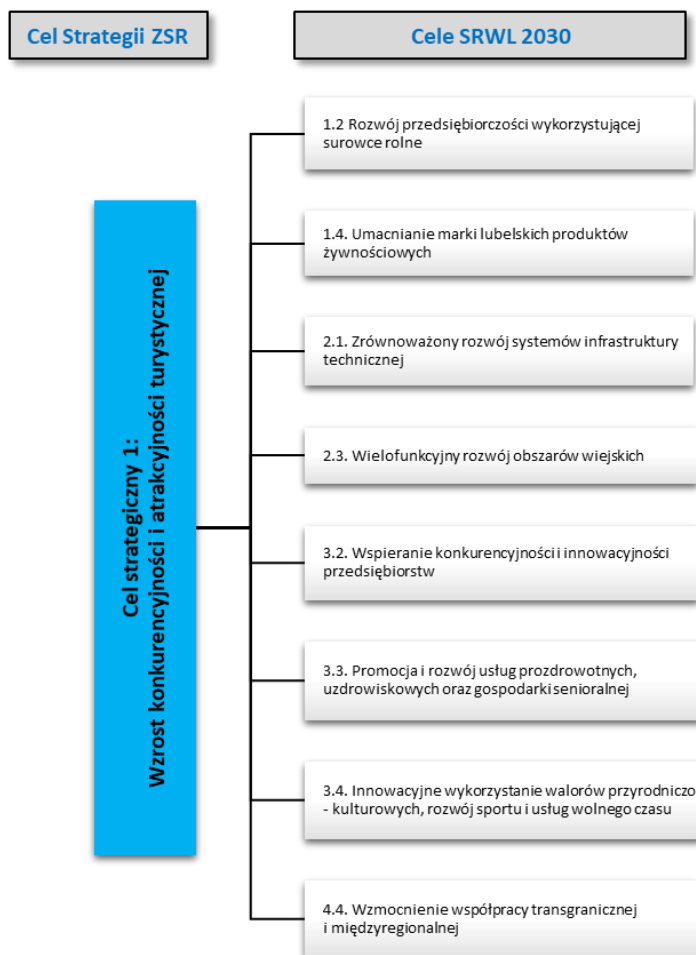 Cel Strategii ZSR
Cele SRWL 2030
Cel strategiczny 1:
Wzrost konkurencyjności i atrakcyjności turystycznej
1.2 Rozwój przedsiębiorczości wykorzystującej
surowce rolne
1.4. Umacnianie marki lubelskich produktów
żywnościowych
2.1. Zrównoważony rozwój systemów infrastruktury
technicznej
2.3. Wielofunkcyjny rozwój obszarów wiejskich
3.2. Wspieranie konkurencyjności i innowacyjności
przedsiębiorstw
3.3. Promocja i rozwój usług prozdrowotnych,
uzdrowiskowych oraz gospodarki senioralnej
3.4. Innowacyjne wykorzystanie walorów przyrodniczo
- kulturowych, rozwój sportu i usług wolnego czasu
4.4. Wzmocnienie współpracy transgranicznej
i międzyregionalnej